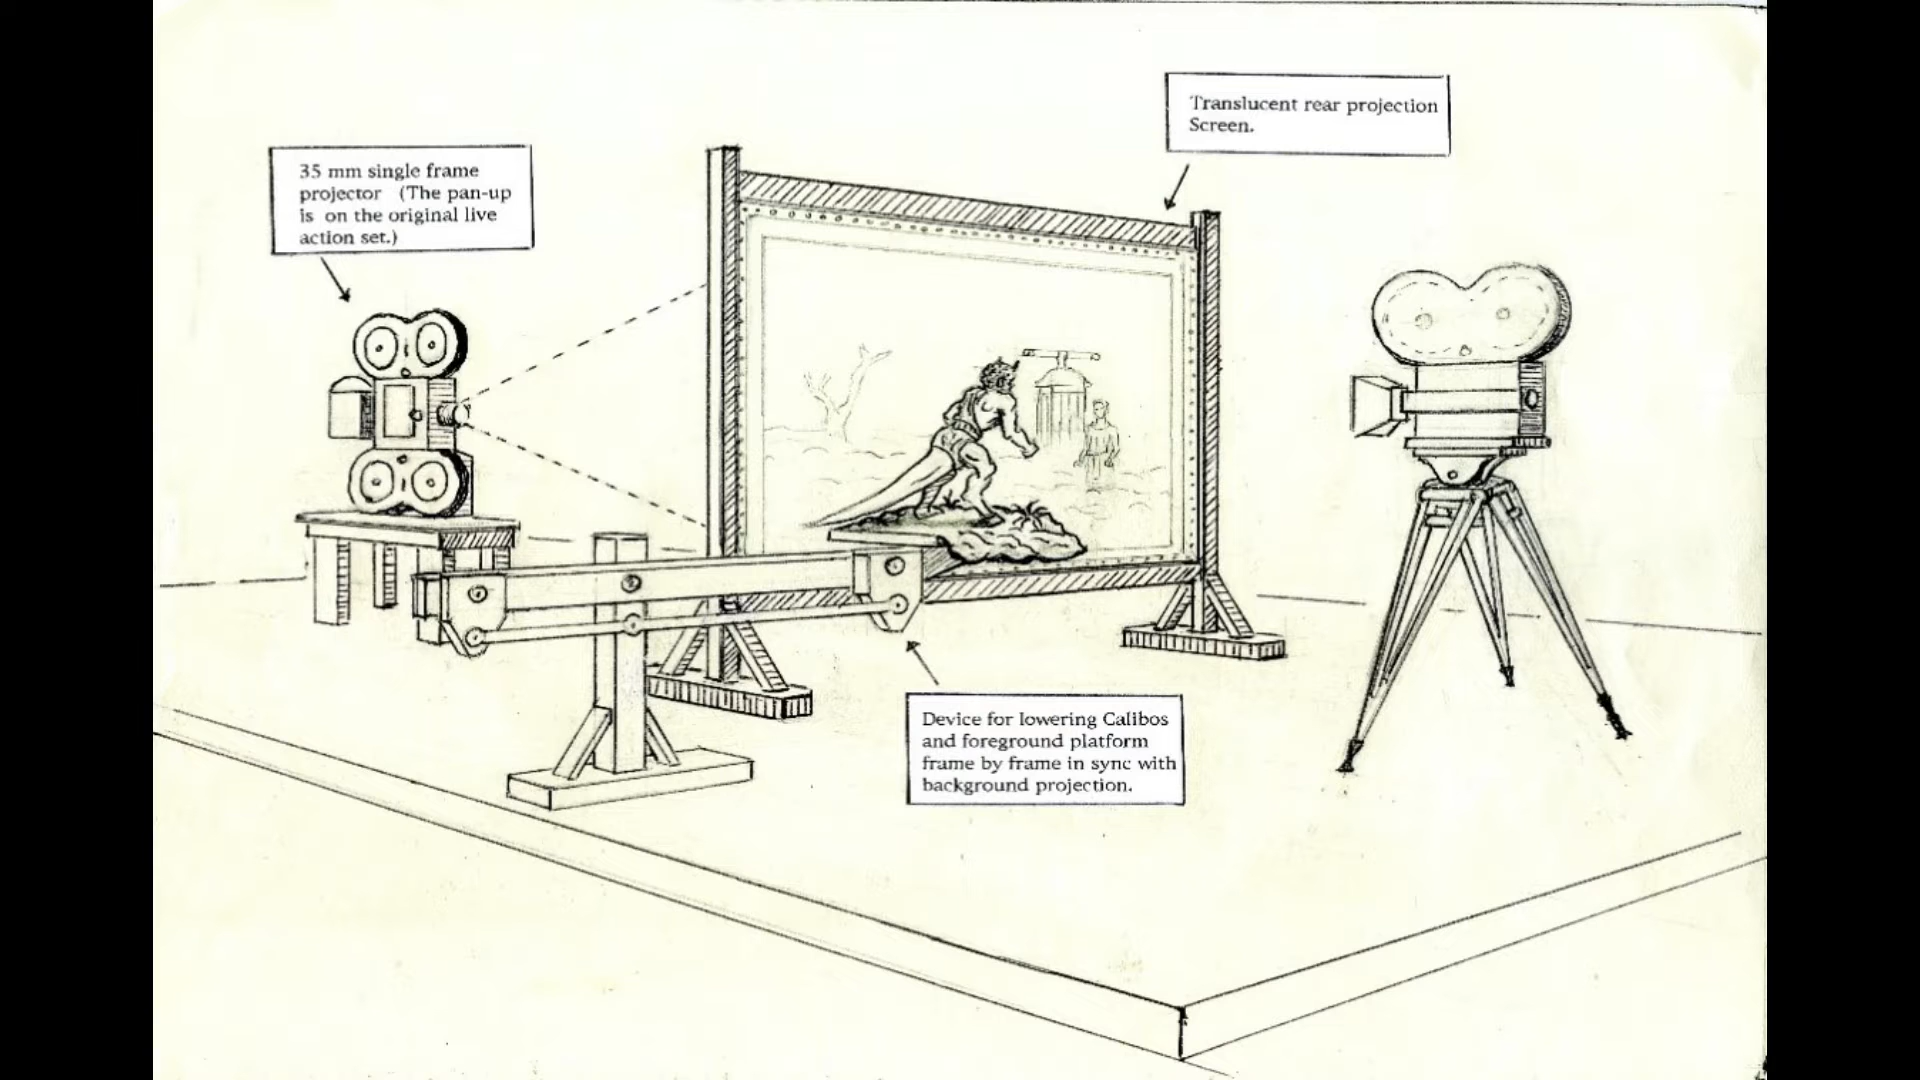 35 mm single frame
projector (The pan-up
is on the original live
action set.)
Translucent rear projection
Screen.
Device for lowering Calibos
and foreground platform
frame by frame in sync with
background projection.